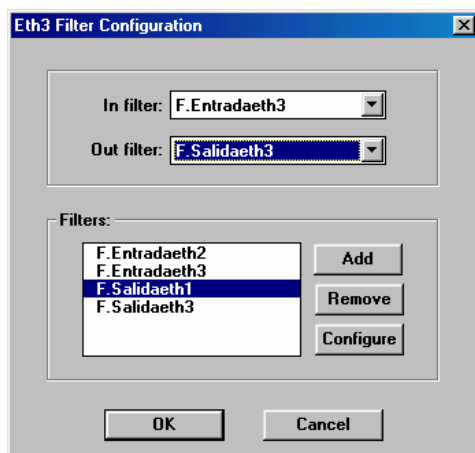 Eth3 Filter Configuration
In filter: F.Entradaeth3
Out filter: F.Salidaeth3
Filters:
F.Entradaeth2
F.Entradaeth3
F.Salidaeth1
F.Salidaeth3
Add
Remove
Configure
OK Cancel